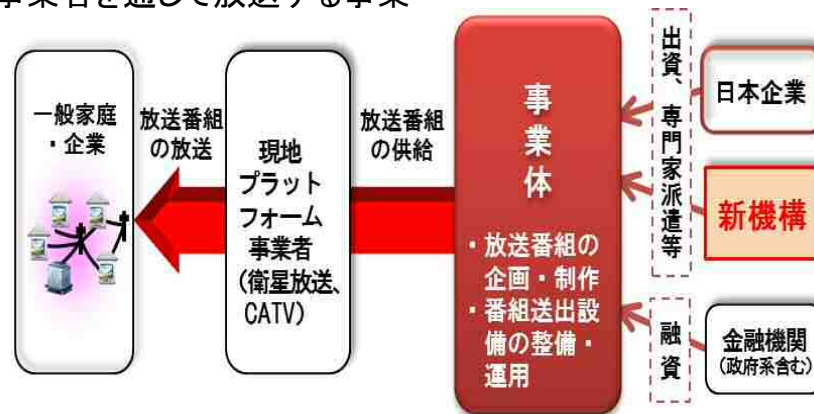 事業者を通じて放送する事業
一般家庭
・企業
放送番組
の放送
現地
プラット
フォーム
事業者
(衛星放送、
CATV)
放送番組
の供給
事業体
・放送番組の
企画・制作
・番組送出設
備の整備・
運用
出資、専門家派遣等
融資
日本企業
新機構
金融機関
(政府系含む)